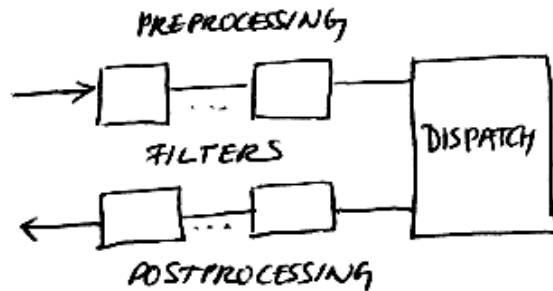 PREPROCESSING
...
FILTERS
DISPATCH
...
POSTPROCESSING